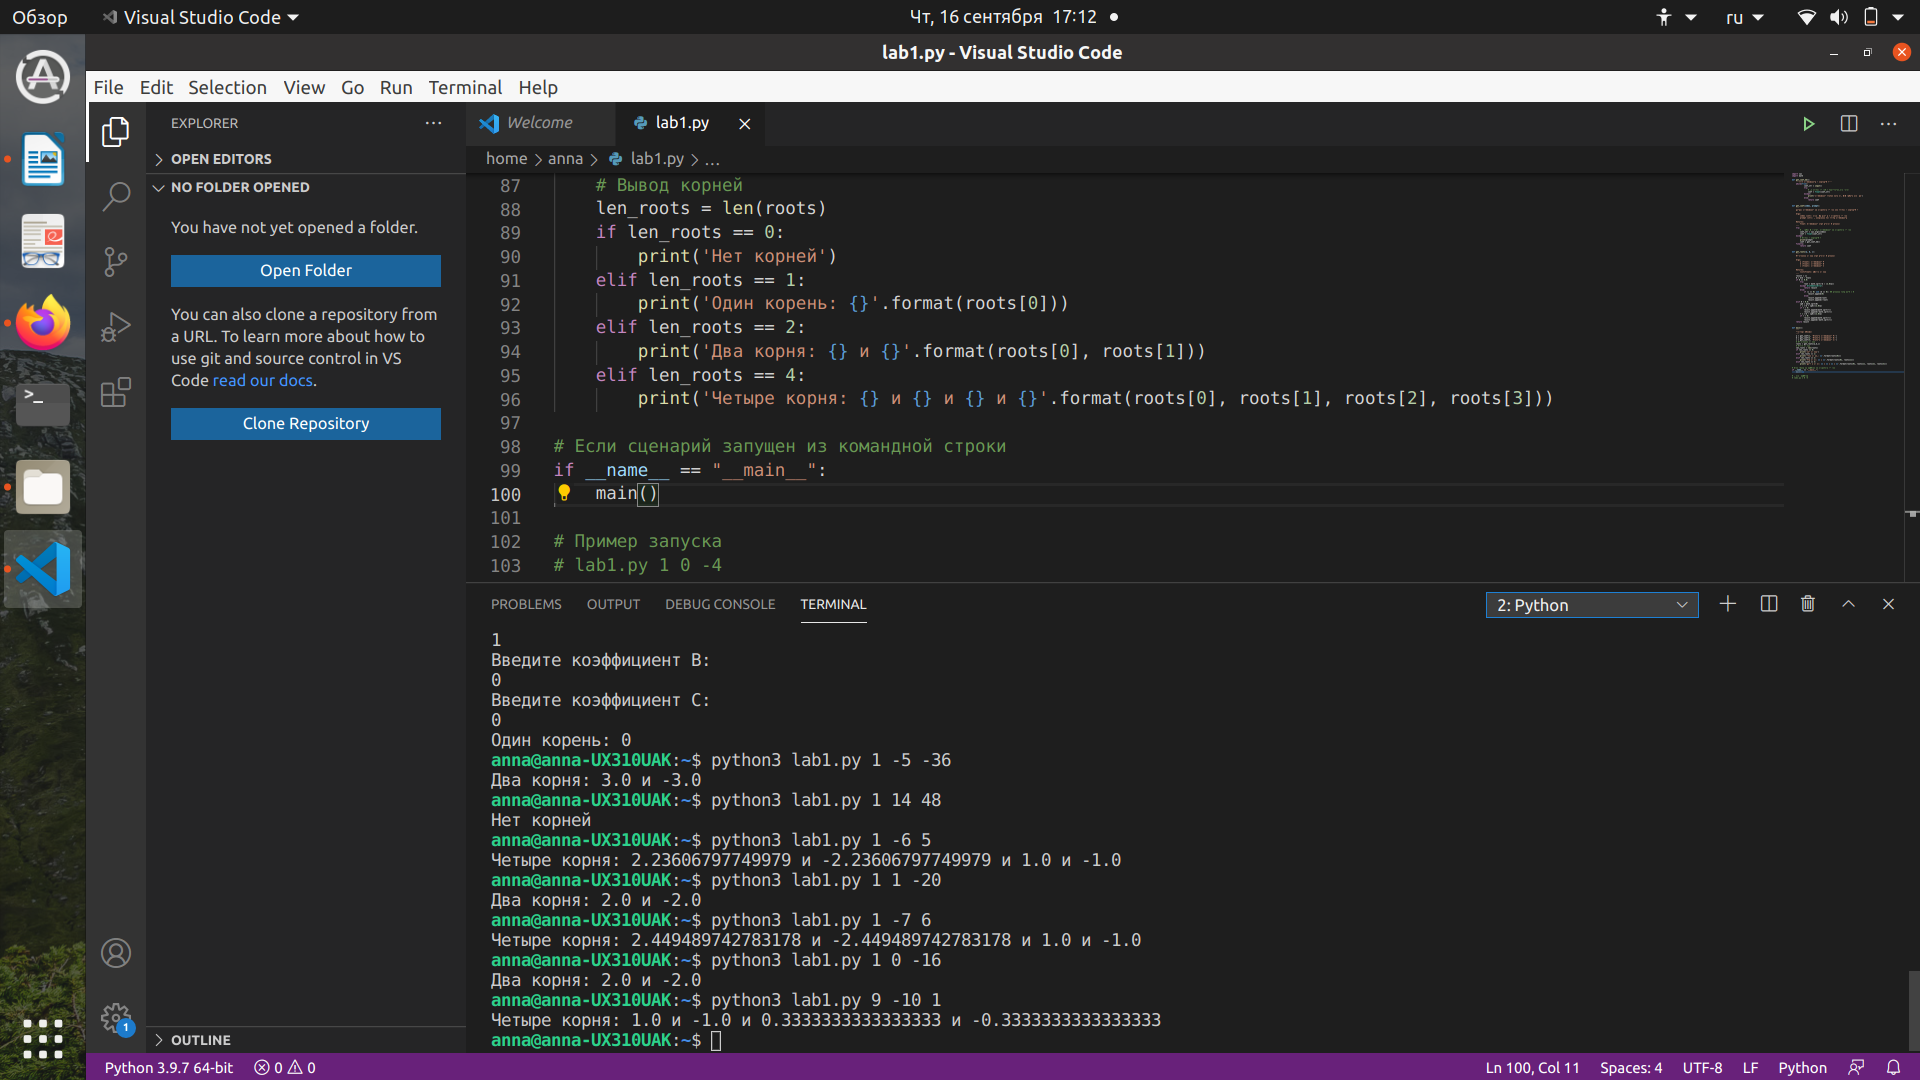 Обзор
Visual Studio Code
Чт, 16 сентября 17:12
ru
lab1.py - Visual Studio Code
File Edit Selection View Go Run Terminal Help
EXPLORER
OPEN EDITORS
NO FOLDER OPENED
You have not yet opened a folder.
Open Folder
You can also clone a repository from
a URL. To learn more about how to
use git and source control in VS
Code read our docs.
Clone Repository
OUTLINE
1
Welcome
lab1.py
home > anna > lab1.py > ...
87 # Вывод корней
88 len_roots = len(roots)
89 if len_roots == 0:
90 print('Нет корней')
91 elif len_roots == 1:
92 print('Один корень: {}'.format(roots[0]))
93 elif len_roots == 2:
94 print('Два корня: {} и {}'.format(roots[0], roots[1]))
95 elif len_roots == 4:
96 print('Четыре корня: {} и {} и {} и {}'.format(roots[0], roots[1], roots[2], roots[3]))
97
98 # Если сценарий запущен из командной строки
99 if __name__ == "__main__":
100 main()
101
102 # Пример запуска
103 # lab1.py 1 0 -4
PROBLEMS OUTPUT DEBUG CONSOLE TERMINAL
2: Python
1
Введите коэффициент B:
0
Введите коэффициент C:
0
Один корень: 0
anna@anna-UX310UAK:~$ python3 lab1.py 1 -5 -36
Два корня: 3.0 и -3.0
anna@anna-UX310UAK:~$ python3 lab1.py 1 14 48
Нет корней
anna@anna-UX310UAK:~$ python3 lab1.py 1 -6 5
Четыре корня: 2.23606797749979 и -2.23606797749979 и 1.0 и -1.0
anna@anna-UX310UAK:~$ python3 lab1.py 1 1 -20
Два корня: 2.0 и -2.0
anna@anna-UX310UAK:~$ python3 lab1.py 1 -7 6
Четыре корня: 2.449489742783178 и -2.449489742783178 и 1.0 и -1.0
anna@anna-UX310UAK:~$ python3 lab1.py 1 0 -16
Два корня: 2.0 и -2.0
anna@anna-UX310UAK:~$ python3 lab1.py 9 -10 1
Четыре корня: 1.0 и -1.0 и 0.3333333333333333 и -0.3333333333333333
anna@anna-UX310UAK:~$
Python 3.9.7 64-bit 0 0
Ln 100, Col 11 Spaces: 4 UTF-8 LF Python